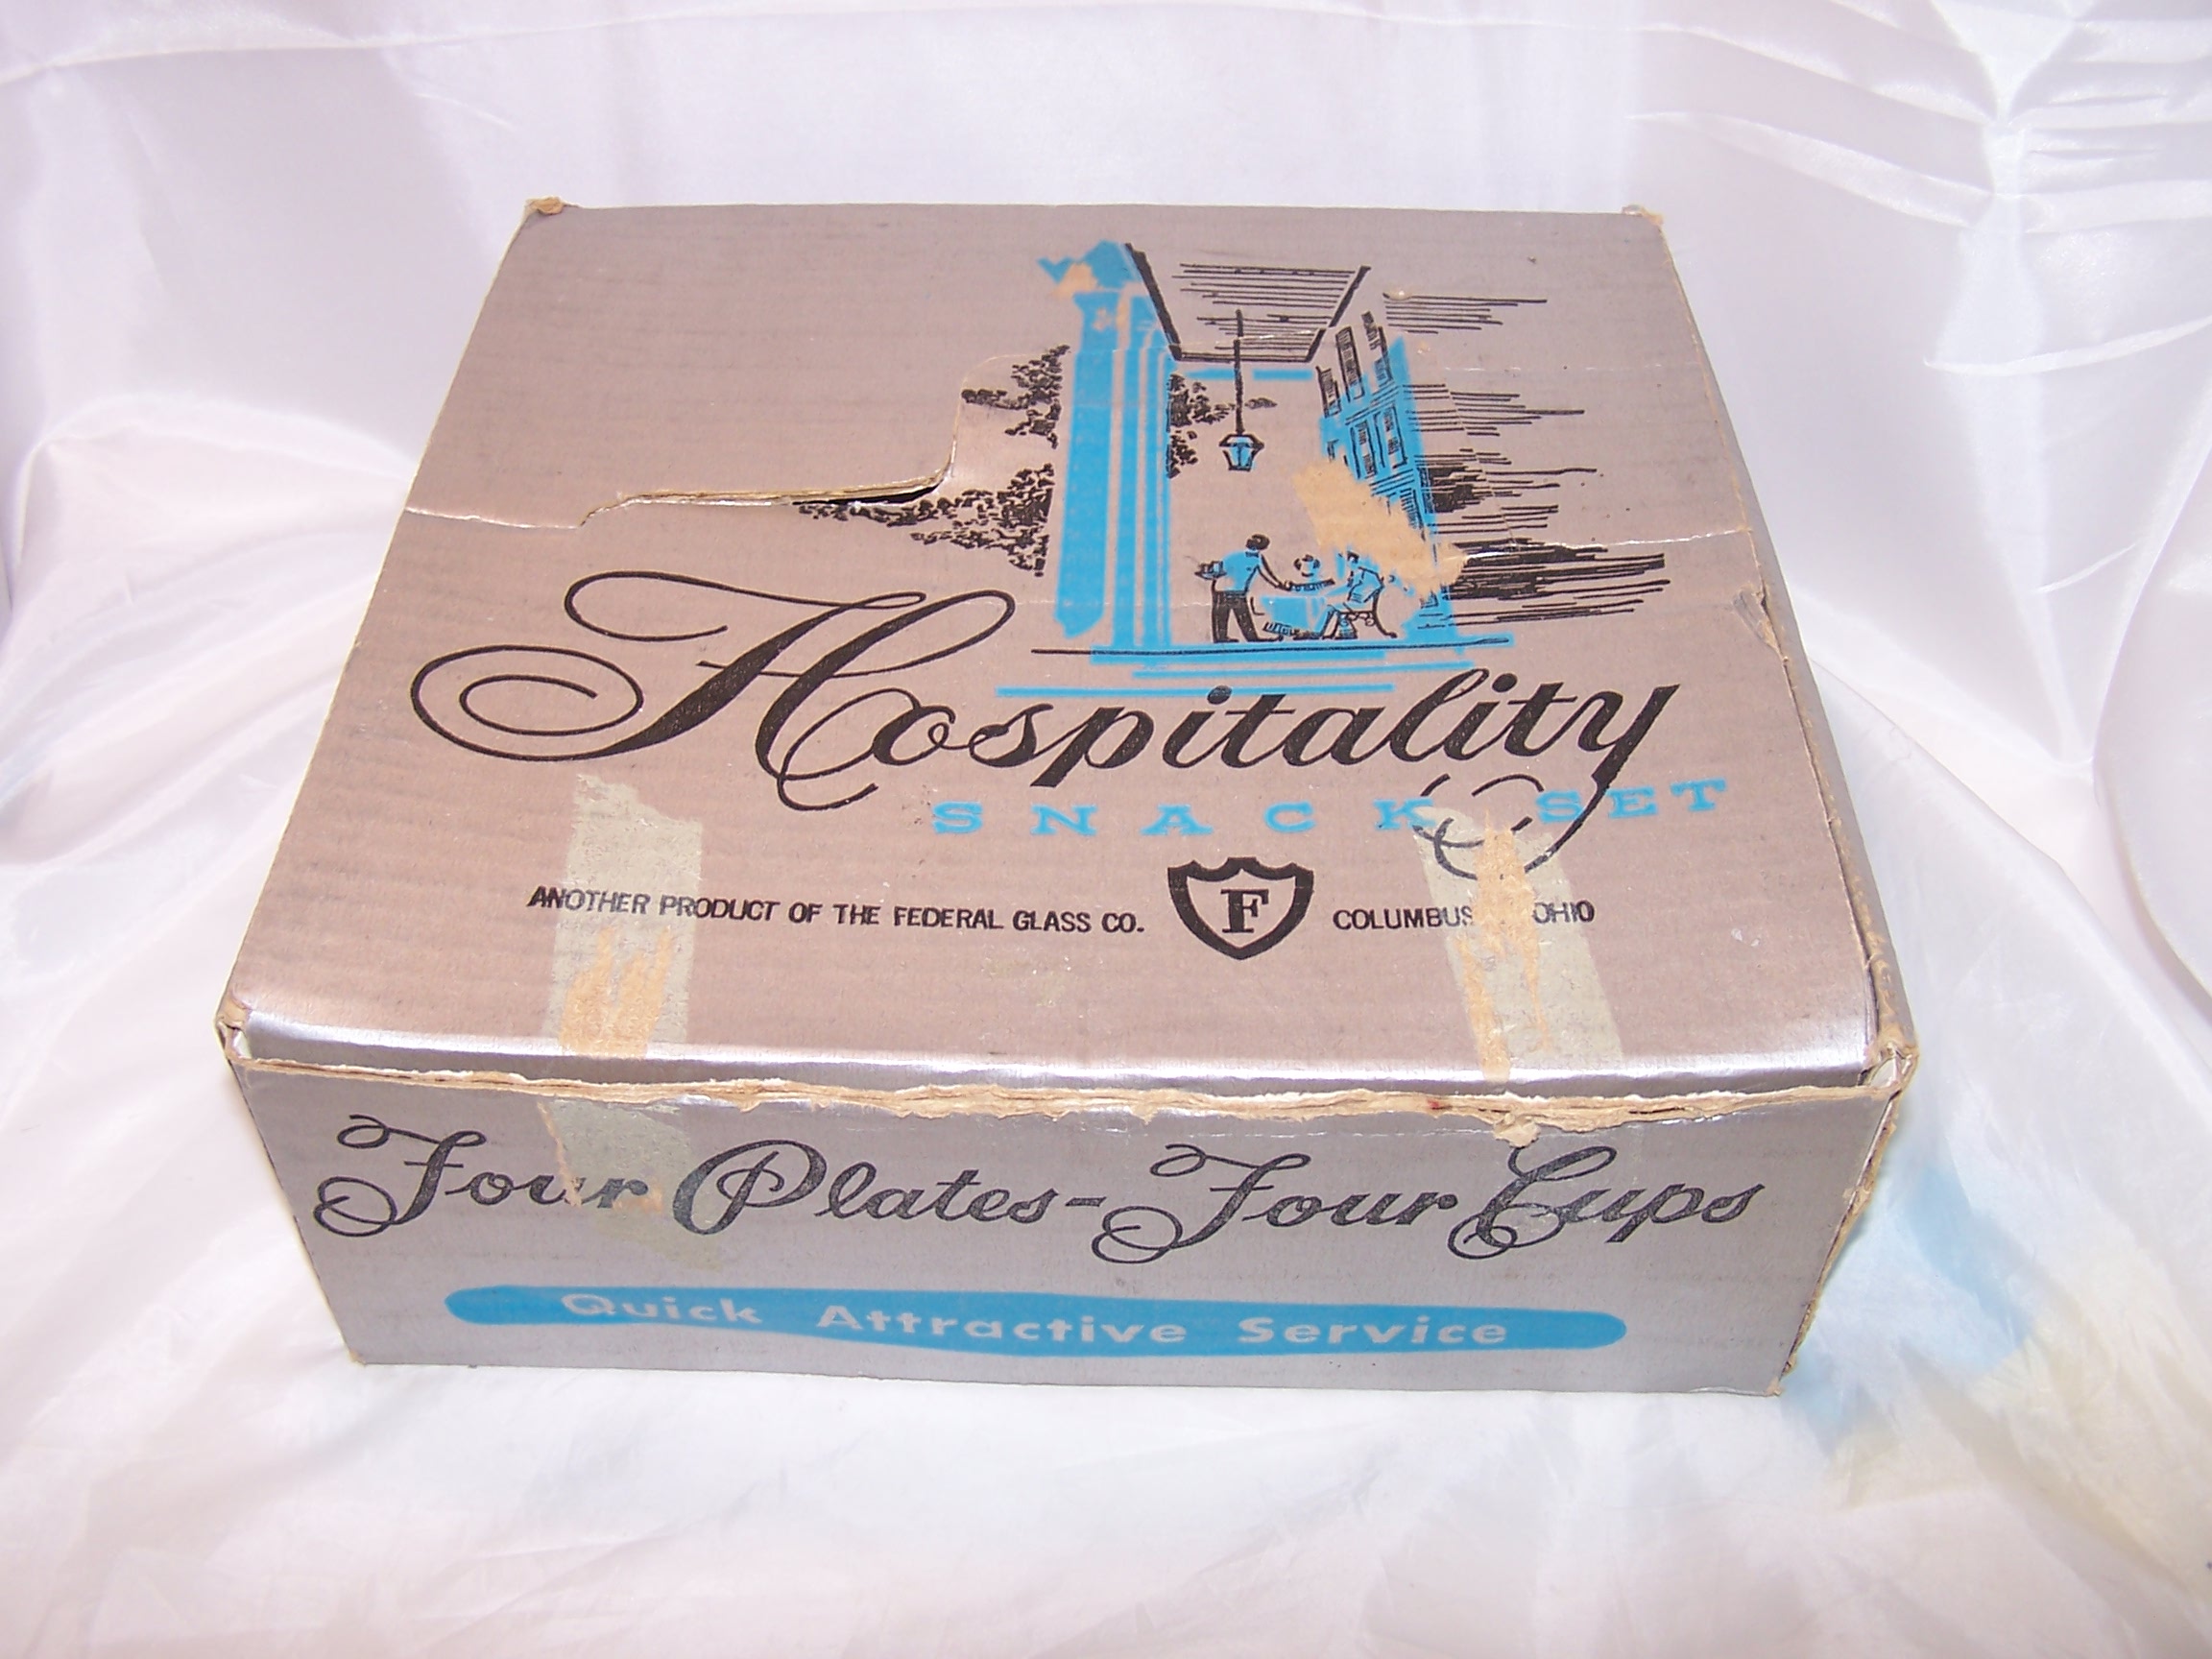 Hospitality
SNACK SET
ANOTHER PRODUCT OF THE FEDERAL GLASS CO. F COLUMBUS OHIO
Four Plates-Four Cups
Quick Attractive Service